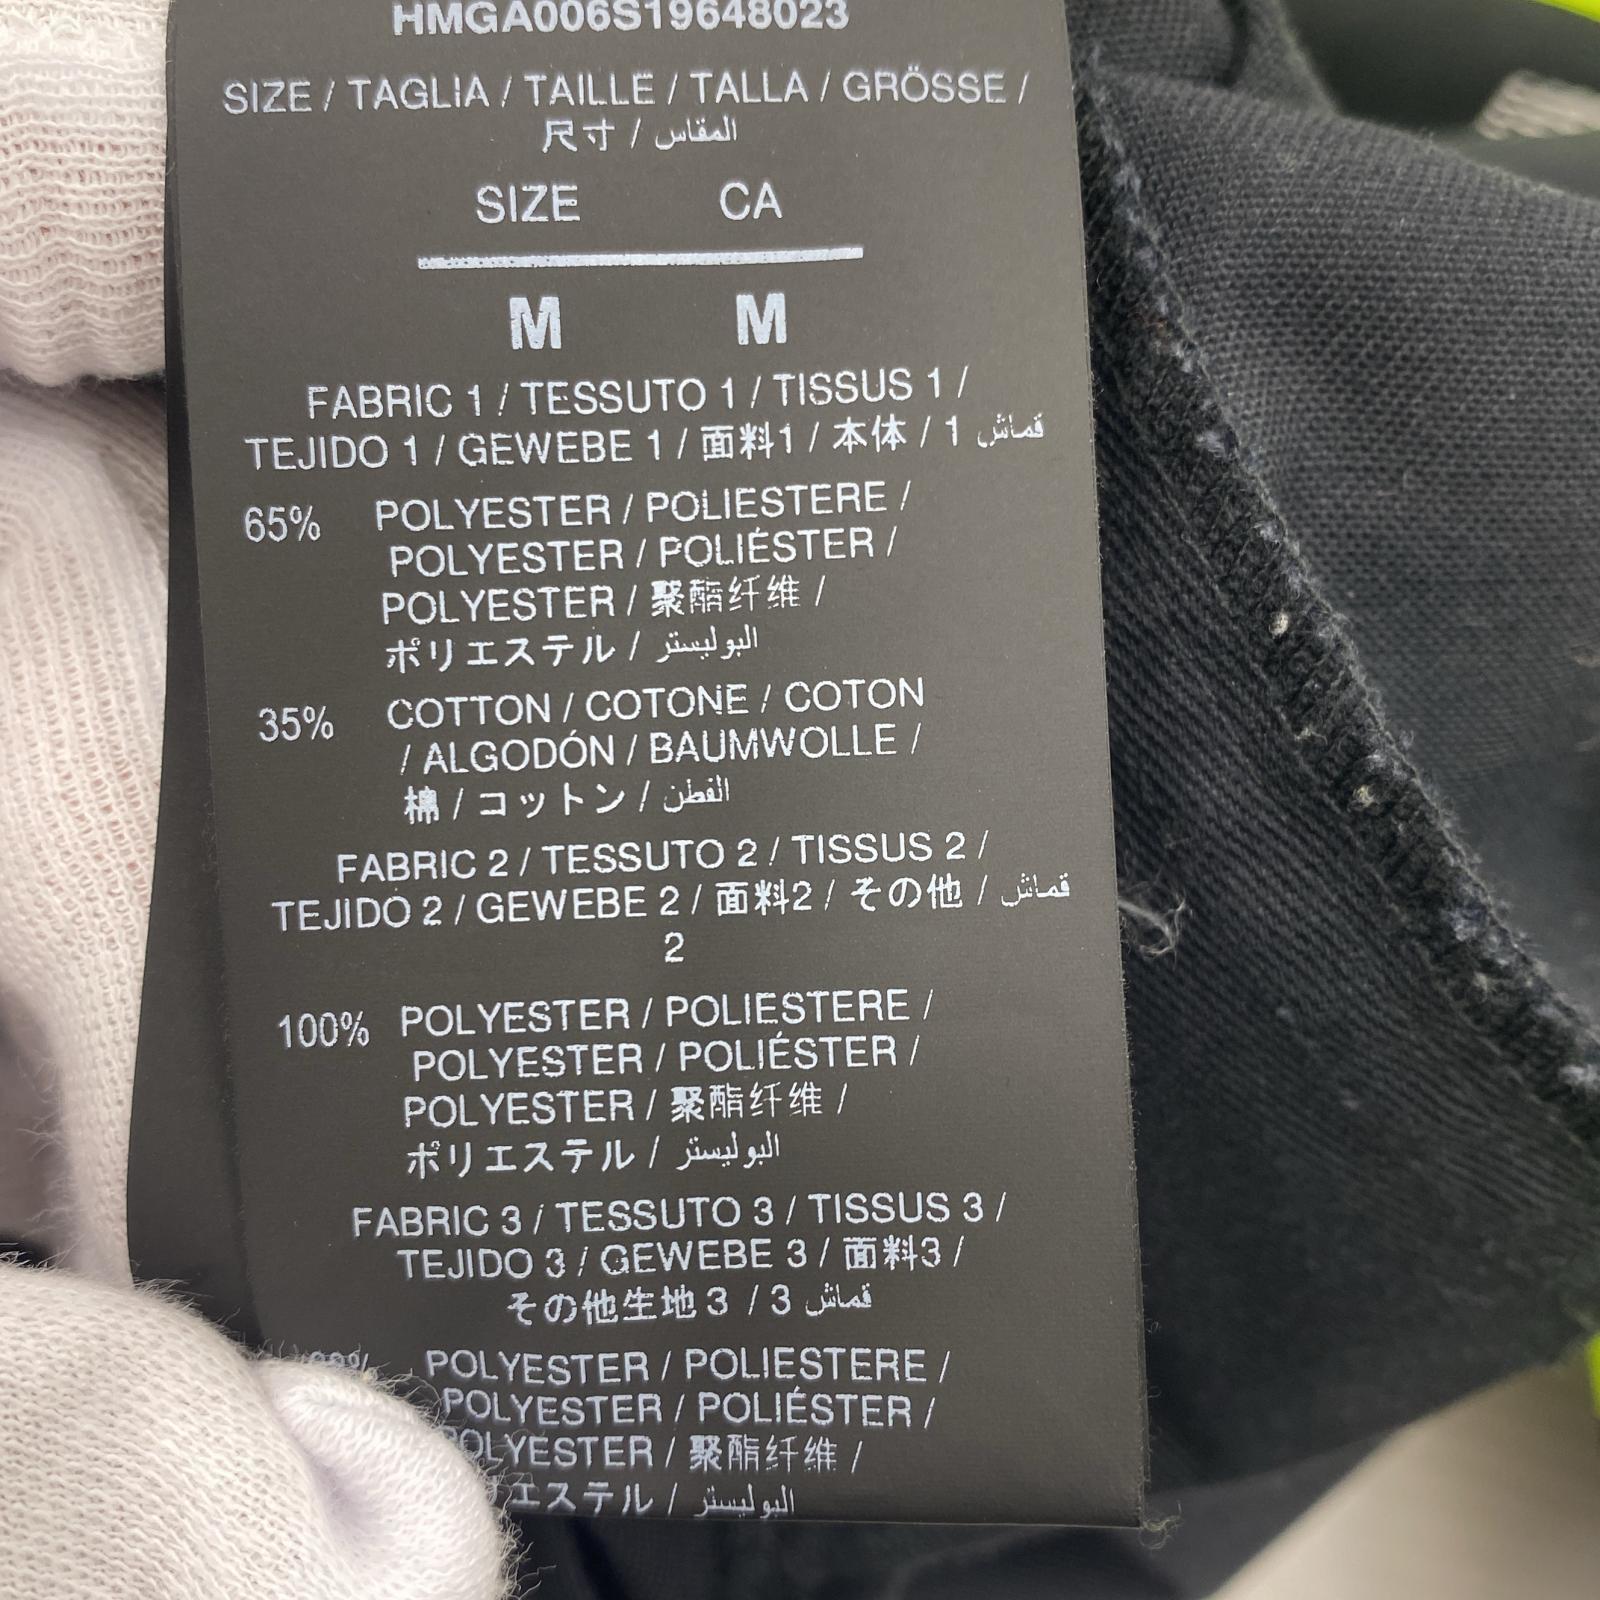 HMGA006S19648023
SIZE / TAGLIA / TAILLE / TALLA / GRÖSSE /
尺寸 / المقاس
SIZE CA
M M
FABRIC 1 / TESSUTO 1 / TISSUS 1 /
TEJIDO 1 / GEWEBE 1 / 面料1 / 本体 / 1 قماش
65% POLYESTER / POLIESTERE /
POLYESTER / POLIÉSTER /
POLYESTER / 聚酯纤维 /
ポリエステル / البوليستر
35% COTTON / COTONE / COTON
/ ALGODÓN / BAUMWOLLE /
棉 / コットン / القطن
FABRIC 2 / TESSUTO 2 / TISSUS 2 /
TEJIDO 2 / GEWEBE 2 / 面料2 / その他 / قماش
2
100% POLYESTER / POLIESTERE /
POLYESTER / POLIÉSTER /
POLYESTER / 聚酯纤维 /
ポリエステル / البوليستر
FABRIC 3 / TESSUTO 3 / TISSUS 3 /
TEJIDO 3 / GEWEBE 3 / 面料3 /
その他生地 3 / 3 قماش
POLYESTER / POLIESTERE /
POLYESTER / POLIÉSTER /
OLYESTER / 聚酯纤维 /
エステル / البوليستر